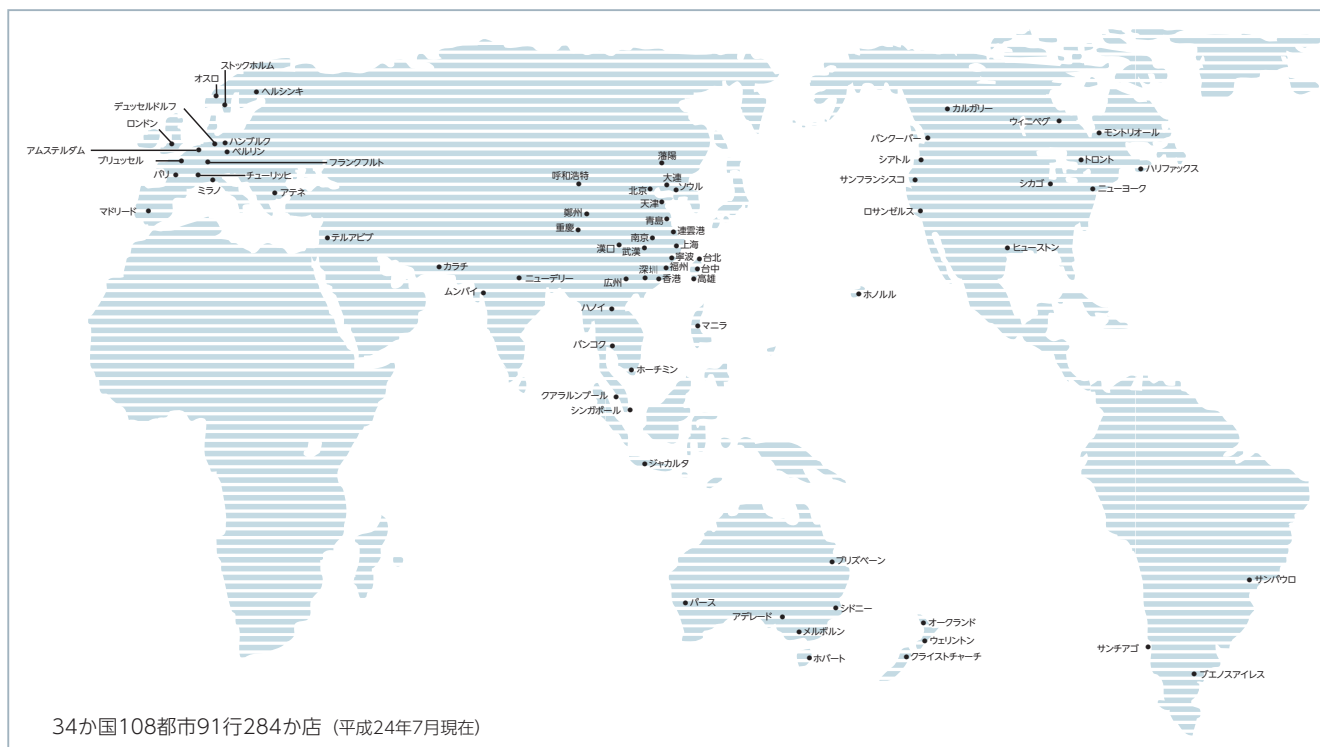 ストックホルム
オスロ
ヘルシンキ
デュッセルドルフ
ロンドン
ハンブルク
アムステルダム
ベルリン
ブリュッセル
フランクフルト
パリ
チューリッヒ
ミラノ
アテネ
マドリード
テルアビブ
カラチ
ムンバイ
ニューデリー
藩陽
呼和浩特
大連
北京
ソウル
天津
鄭州
青島
重慶
連雲港
南京
漢口
武漢
上海
寧波
台北
深圳
福州
台中
広州
香港
高雄
ハノイ
マニラ
バンコク
ホーチミン
クアラルンプール
シンガポール
ジャカルタ
ブリズベーン
パース
アデレード
シドニー
メルボルン
ホバート
オークランド
ウェリントン
クライストチャーチ
カルガリー
ウィニペグ
モントリオール
バンクーバー
シアトル
トロント
ハリファックス
サンフランシスコ
シカゴ
ニューヨーク
ロサンゼルス
ヒューストン
ホノルル
サンパウロ
サンチアゴ
ブエノスアイレス
34か国108都市91行284か店（平成24年7月現在）